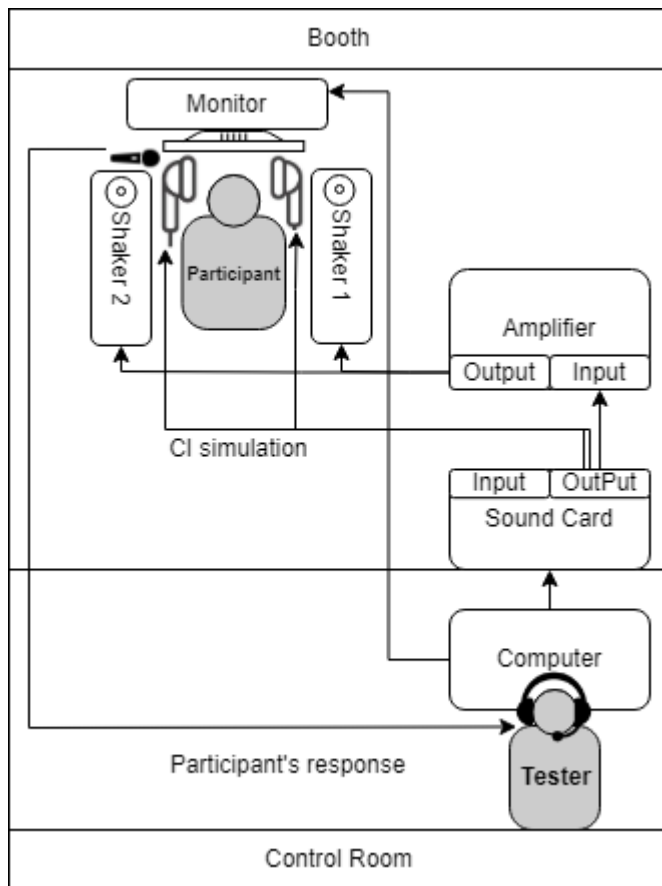 Booth
Monitor
Shaker 2
Participant
Shaker 1
Amplifier
Output
Input
CI simulation
Input
OutPut
Sound Card
Computer
Participant's response
Tester
Control Room